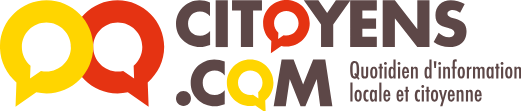 CITOYENS
.COM
Quotidien d'information
locale et citoyenne